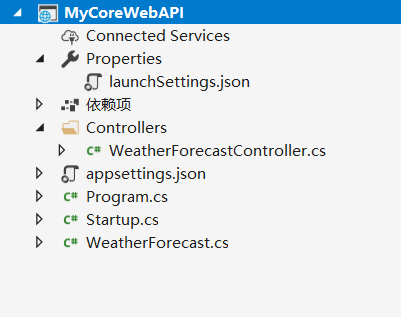 MyCoreWebAPI
Connected Services
Properties
launchSettings.json
依赖项
Controllers
C# WeatherForecastController.cs
appsettings.json
C# Program.cs
C# Startup.cs
C# WeatherForecast.cs